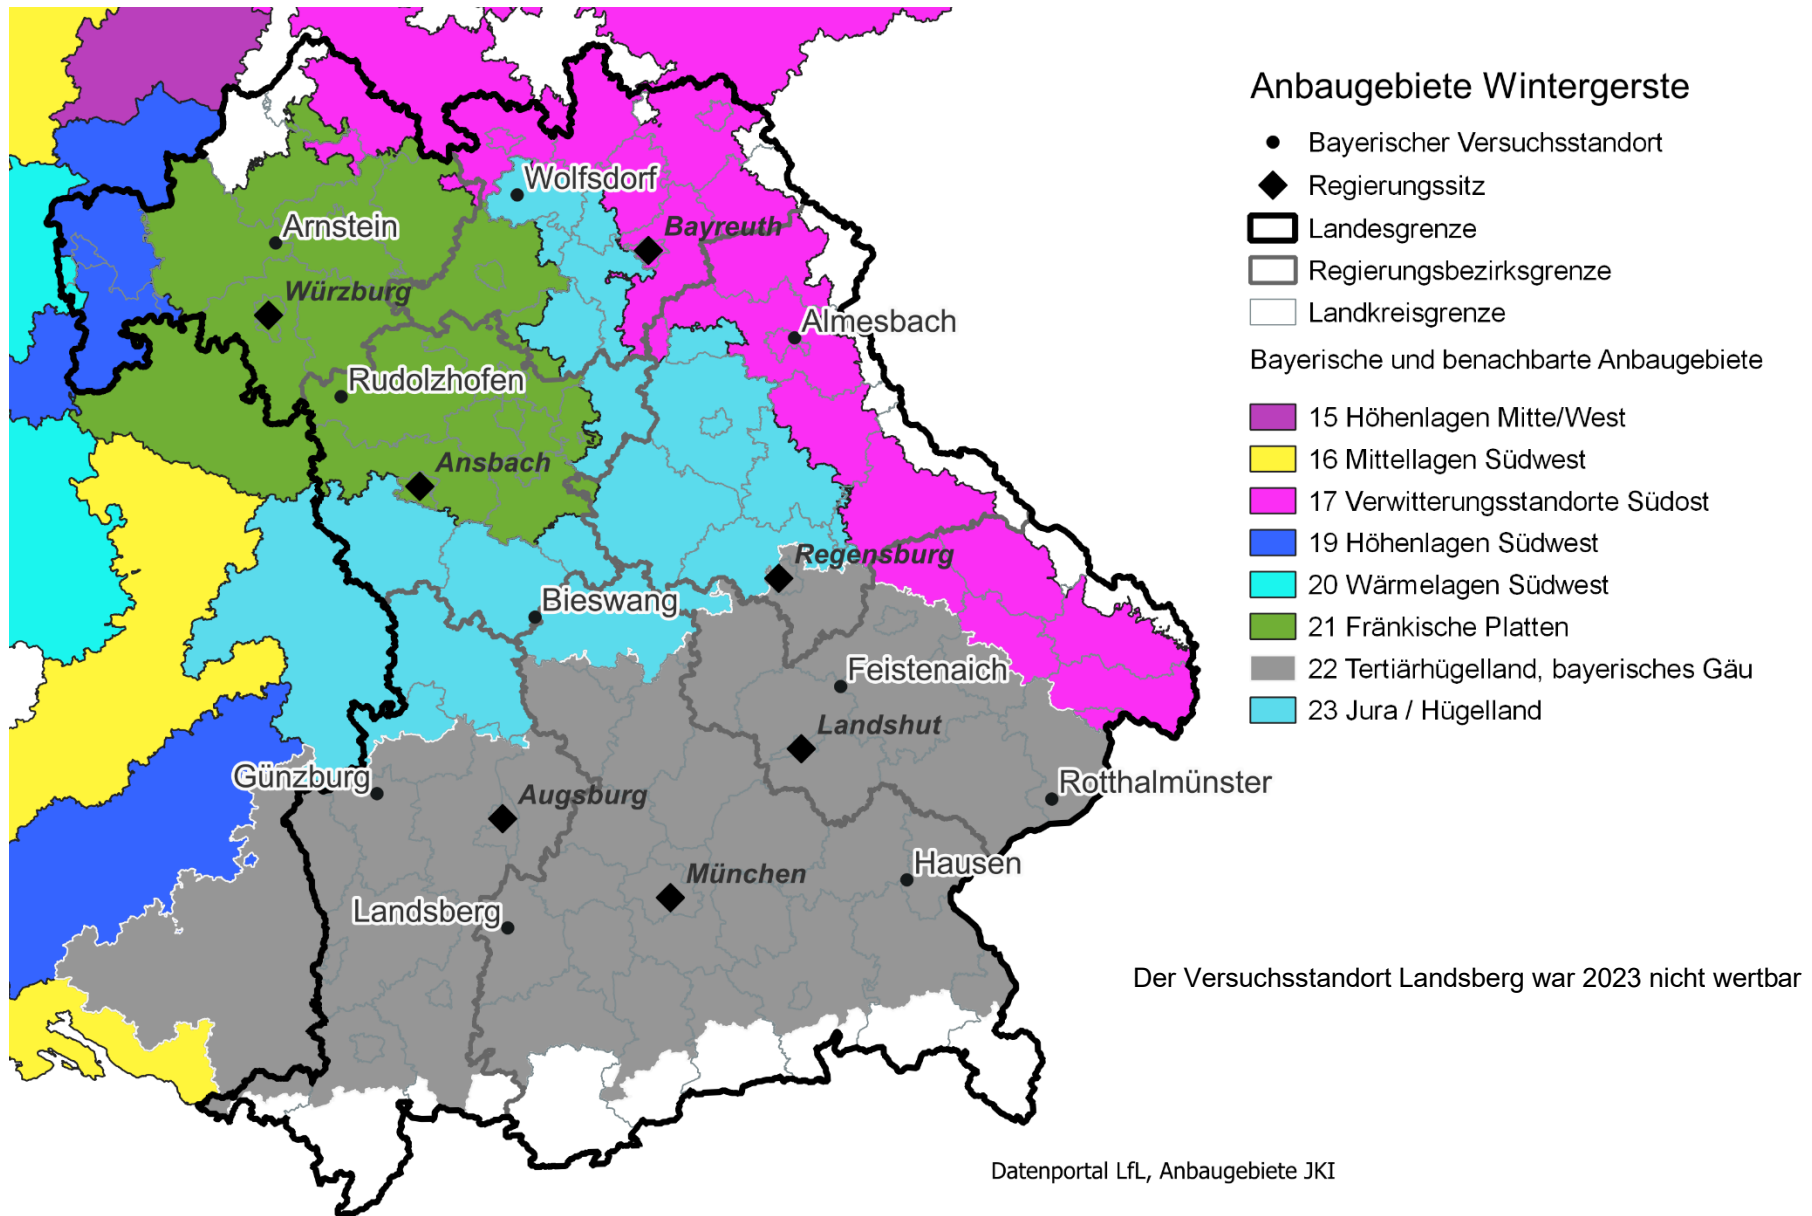 Anbaugebiete Wintergerste
Bayerischer Versuchsstandort
Regierungssitz
Landesgrenze
Regierungsbezirksgrenze
Landkreisgrenze
Bayerische und benachbarte Anbaugebiete
15 Höhenlagen Mitte/West
16 Mittellagen Südwest
17 Verwitterungsstandorte Südost
19 Höhenlagen Südwest
20 Wärmelagen Südwest
21 Fränkische Platten
22 Tertiärhügelland, bayerisches Gäu
23 Jura / Hügelland
Wolfsdorf
Arnstein
Bayreuth
Würzburg
Almesbach
Rudolzhofen
Ansbach
Regensburg
Bieswang
Feistenaich
Landshut
Günzburg
Augsburg
Rotthalmünster
Hausen
München
Landsberg
Der Versuchsstandort Landsberg war 2023 nicht wertbar
Datenportal LfL, Anbaugebiete JKI